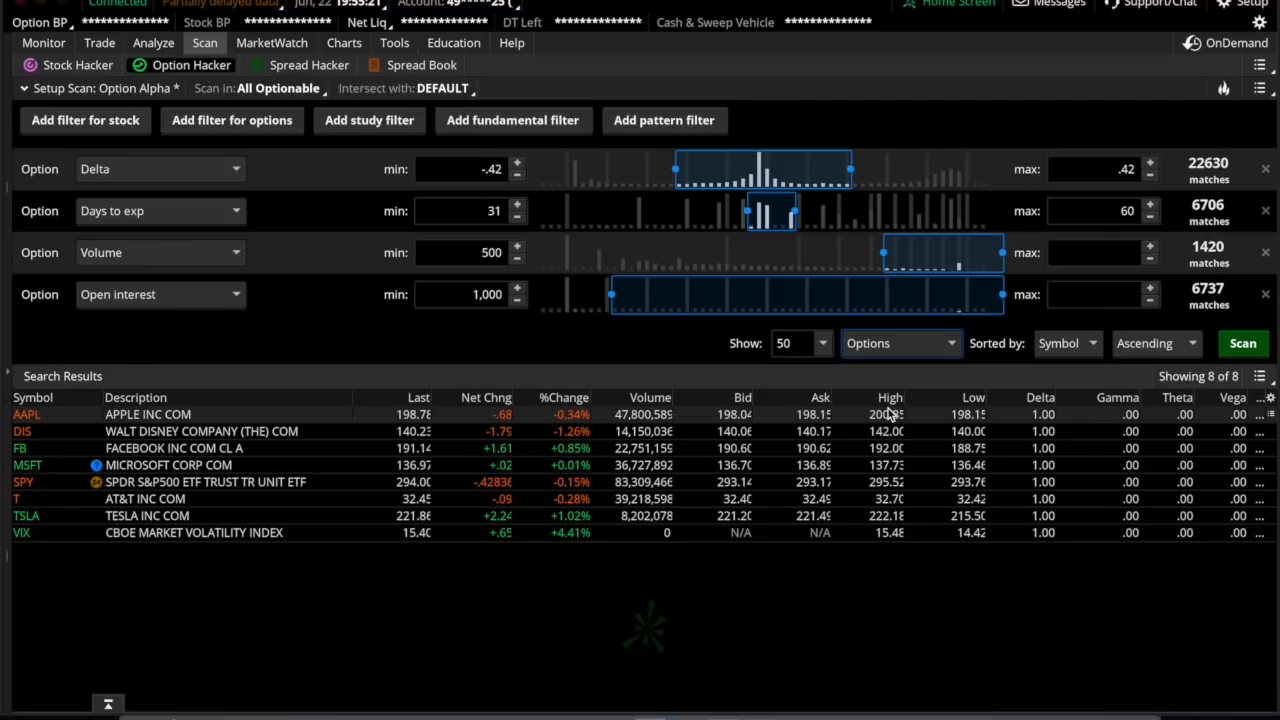 Connected Partially delayed data Jun, 22 19:55:21 Account: 49*****25 ( Home Screen Messages Support/Chat Setup
Option BP ************** Stock BP ************** Net Liq ************** DT Left ************** Cash & Sweep Vehicle **************
Monitor Trade Analyze Scan MarketWatch Charts Tools Education Help OnDemand
Stock Hacker Option Hacker Spread Hacker Spread Book
Setup Scan: Option Alpha * Scan in: All Optionable Intersect with: DEFAULT
Add filter for stock Add filter for options Add study filter Add fundamental filter Add pattern filter
Option Delta min: -.42 max: .42 22630 matches
Option Days to exp min: 31 max: 60 6706 matches
Option Volume min: 500 max: 1420 matches
Option Open interest min: 1,000 max: 6737 matches
Show: 50 Options Sorted by: Symbol Ascending Scan
Search Results Showing 8 of 8
Symbol Description Last Net Chng %Change Volume Bid Ask High Low Delta Gamma Theta Vega ...
AAPL APPLE INC COM 198.78 -.68 -0.34% 47,800,589 198.04 198.15 198.15 1.00 .00 .00 .00 ...
DIS WALT DISNEY COMPANY (THE) COM 140.23 -1.79 -1.26% 14,150,036 140.06 140.17 142.00 140.00 1.00 .00 .00 .00 ...
FB FACEBOOK INC COM CL A 191.14 +1.61 +0.85% 22,751,159 190.60 190.62 192.00 188.75 1.00 .00 .00 .00 ...
MSFT MICROSOFT CORP COM 136.97 +.02 +0.01% 36,727,892 136.70 136.89 137.73 136.46 1.00 .00 .00 .00 ...
SPY SPDR S&P500 ETF TRUST TR UNIT ETF 294.00 -.42836 -0.15% 83,309,466 293.14 293.17 295.52 293.76 1.00 .00 .00 .00 ...
T AT&T INC COM 32.45 -.09 -0.28% 39,218,598 32.40 32.49 32.70 32.42 1.00 .00 .00 .00 ...
TSLA TESLA INC COM 221.86 +2.24 +1.02% 8,202,078 221.20 221.49 222.18 215.50 1.00 .00 .00 .00 ...
VIX CBOE MARKET VOLATILITY INDEX 15.40 +.65 +4.41% 0 N/A N/A 15.48 14.42 1.00 .00 .00 .00 ...